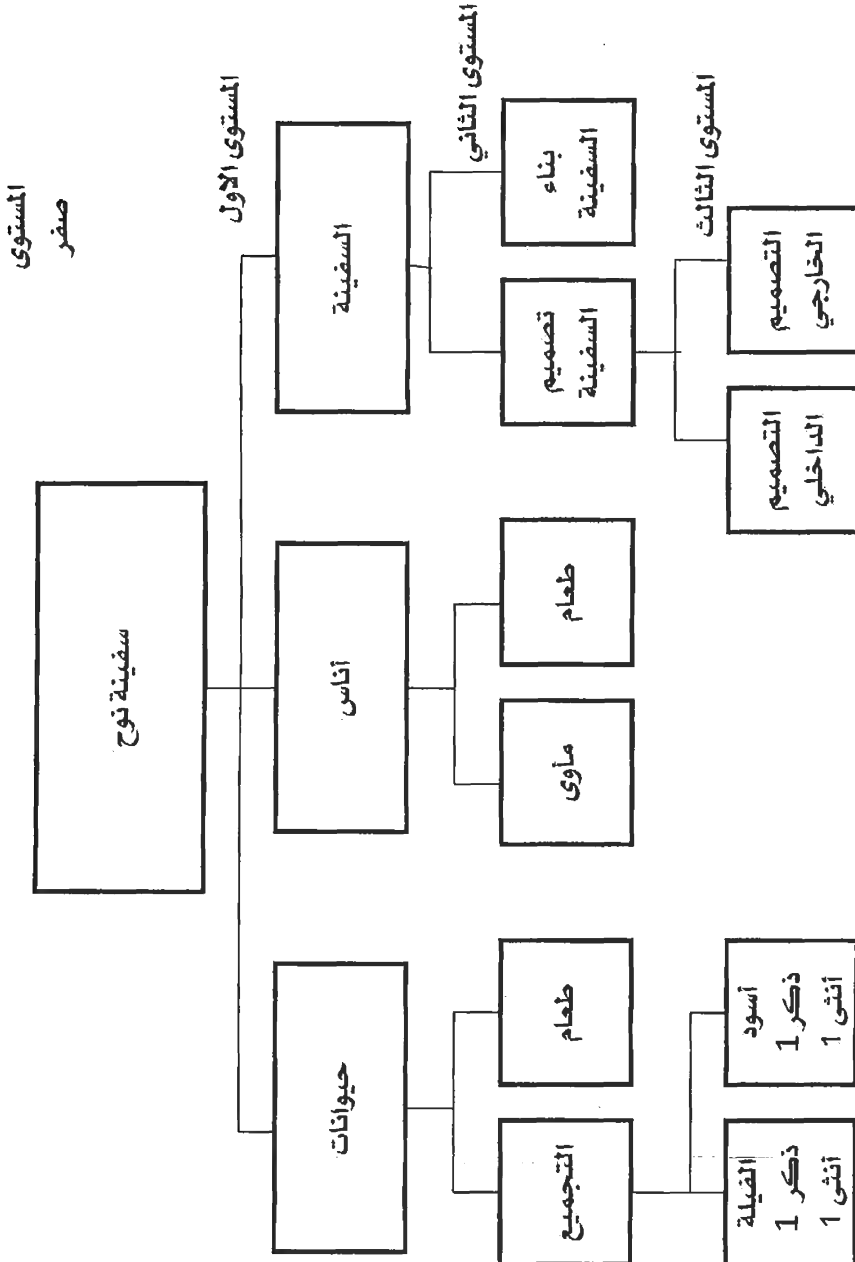 المستوى
صفر
سفينة نوح
المستوى الاول
السفينة
أناس
حيوانات
المستوى الثاني
بناء
السفينة
تصميم
السفينة
طعام
مأوى
طعام
التجميع
المستوى الثالث
التصميم
الخارجي
التصميم
الداخلي
أسود
1 ذكر
1 أنثى
الفيلة
1 ذكر
1 أنثى